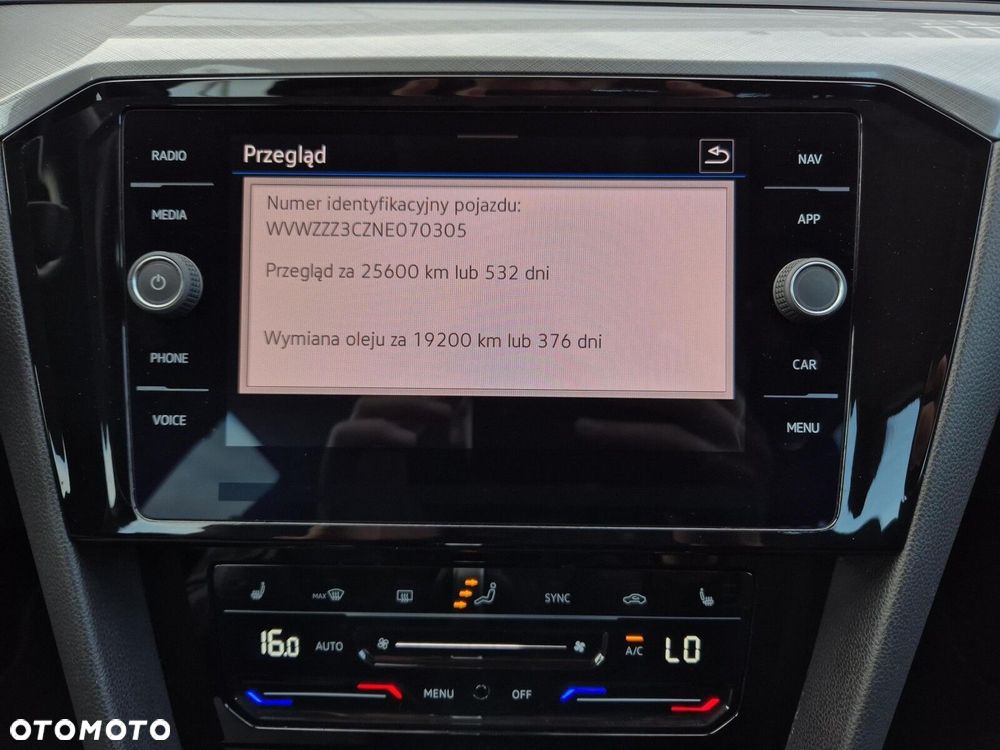 RADIO
Przegląd
NAV
MEDIA
Numer identyfikacyjny pojazdu:
WVWZZZ3CZNE070305
APP
Przegląd za 25600 km lub 532 dni
Wymiana oleju za 19200 km lub 376 dni
PHONE
CAR
VOICE
MENU
MAX
SYNC
16.0
AUTO
A/C
LO
MENU
OFF
OTOMOTO